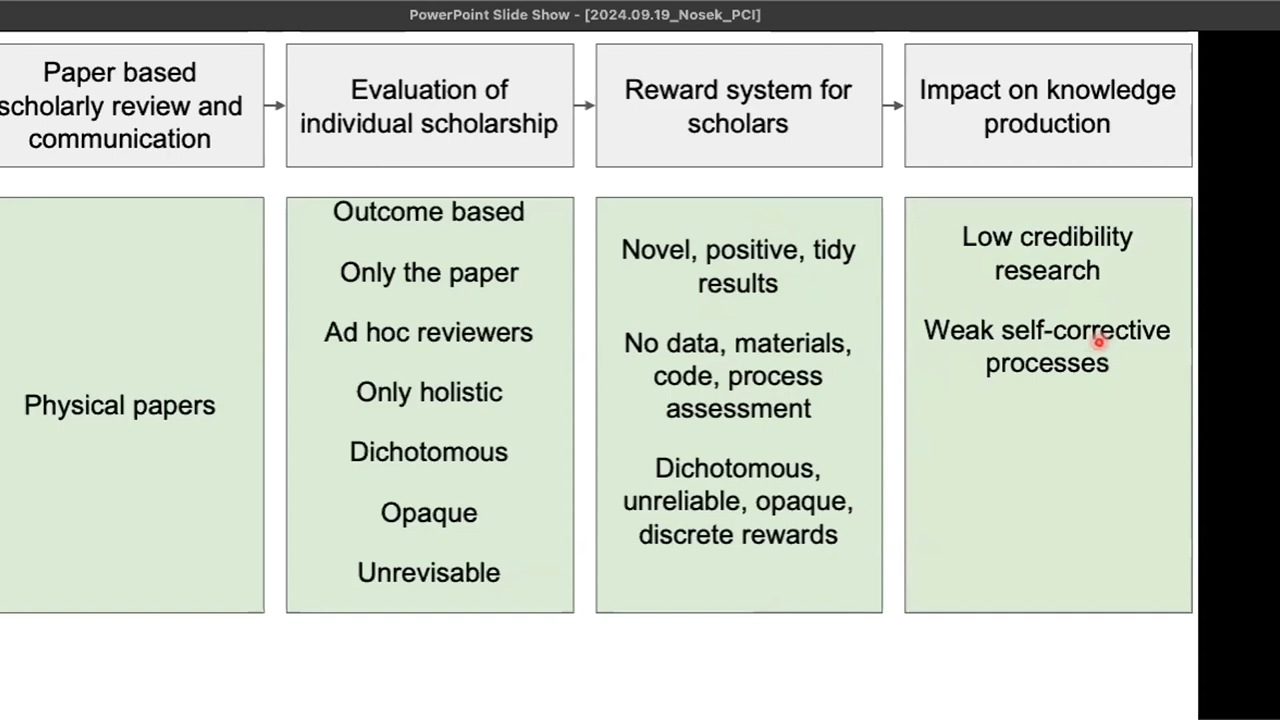 PowerPoint Slide Show - [2024.09.19_Nosek_PCI]
Paper based
scholarly review and
communication
Evaluation of
individual scholarship
Reward system for
scholars
Impact on knowledge
production
Physical papers
Outcome based
Only the paper
Ad hoc reviewers
Only holistic
Dichotomous
Opaque
Unrevisable
Novel, positive, tidy
results
No data, materials,
code, process
assessment
Dichotomous,
unreliable, opaque,
discrete rewards
Low credibility
research
Weak self-corrective
processes